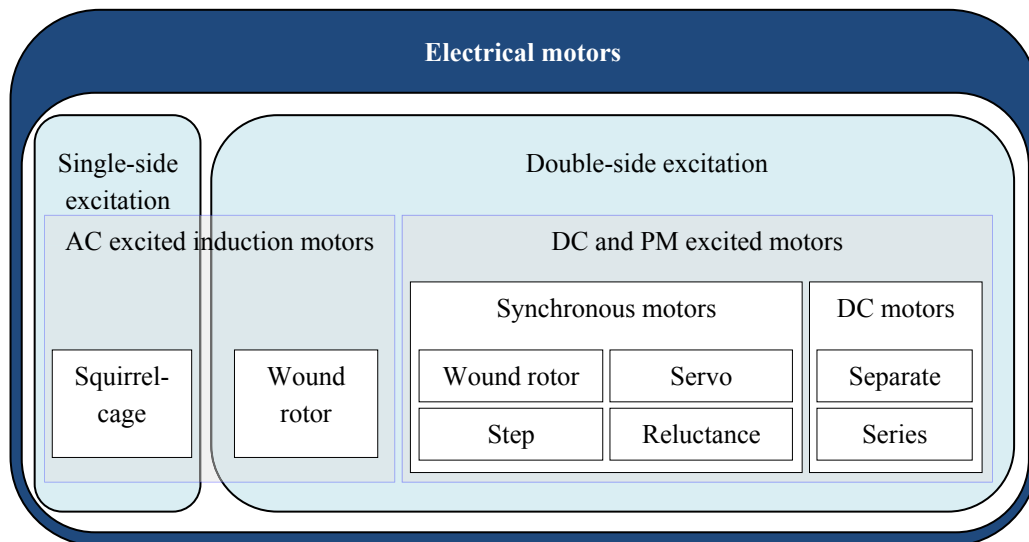 Electrical motors
Single-side
excitation
Double-side excitation
AC excited induction motors
DC and PM excited motors
Synchronous motors
DC motors
Squirrel-
cage
Wound
rotor
Wound rotor
Servo
Separate
Step
Reluctance
Series